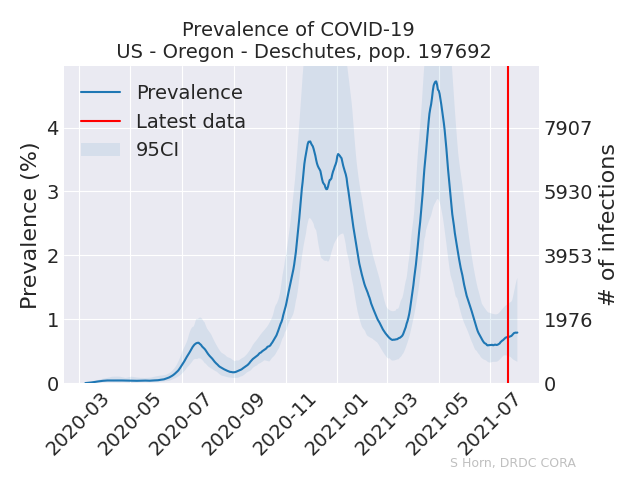 Prevalence of COVID-19
US - Oregon - Deschutes, pop. 197692
Prevalence
Latest data
95CI
Prevalence (%)
4
3
2
1
0
7907
5930
3953
1976
0
# of infections
2020-03
2020-05
2020-07
2020-09
2020-11
2021-01
2021-03
2021-05
2021-07
S Horn, DRDC CORA